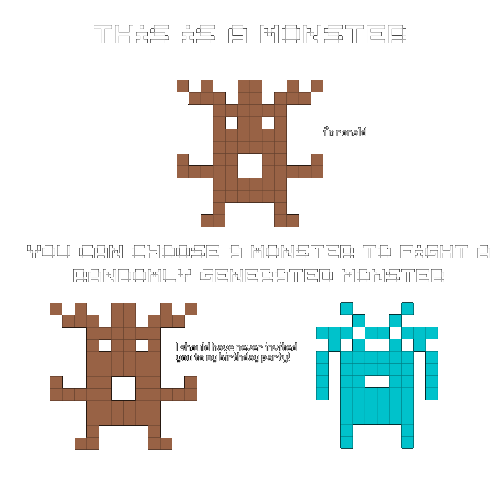 THIS IS A MONSTER
I'm ronald
YOU CAN CHOOSE A MONSTER TO FIGHT A
RANDOMLY GENERATED MONSTER
I should have never invited
you to my birthday party!